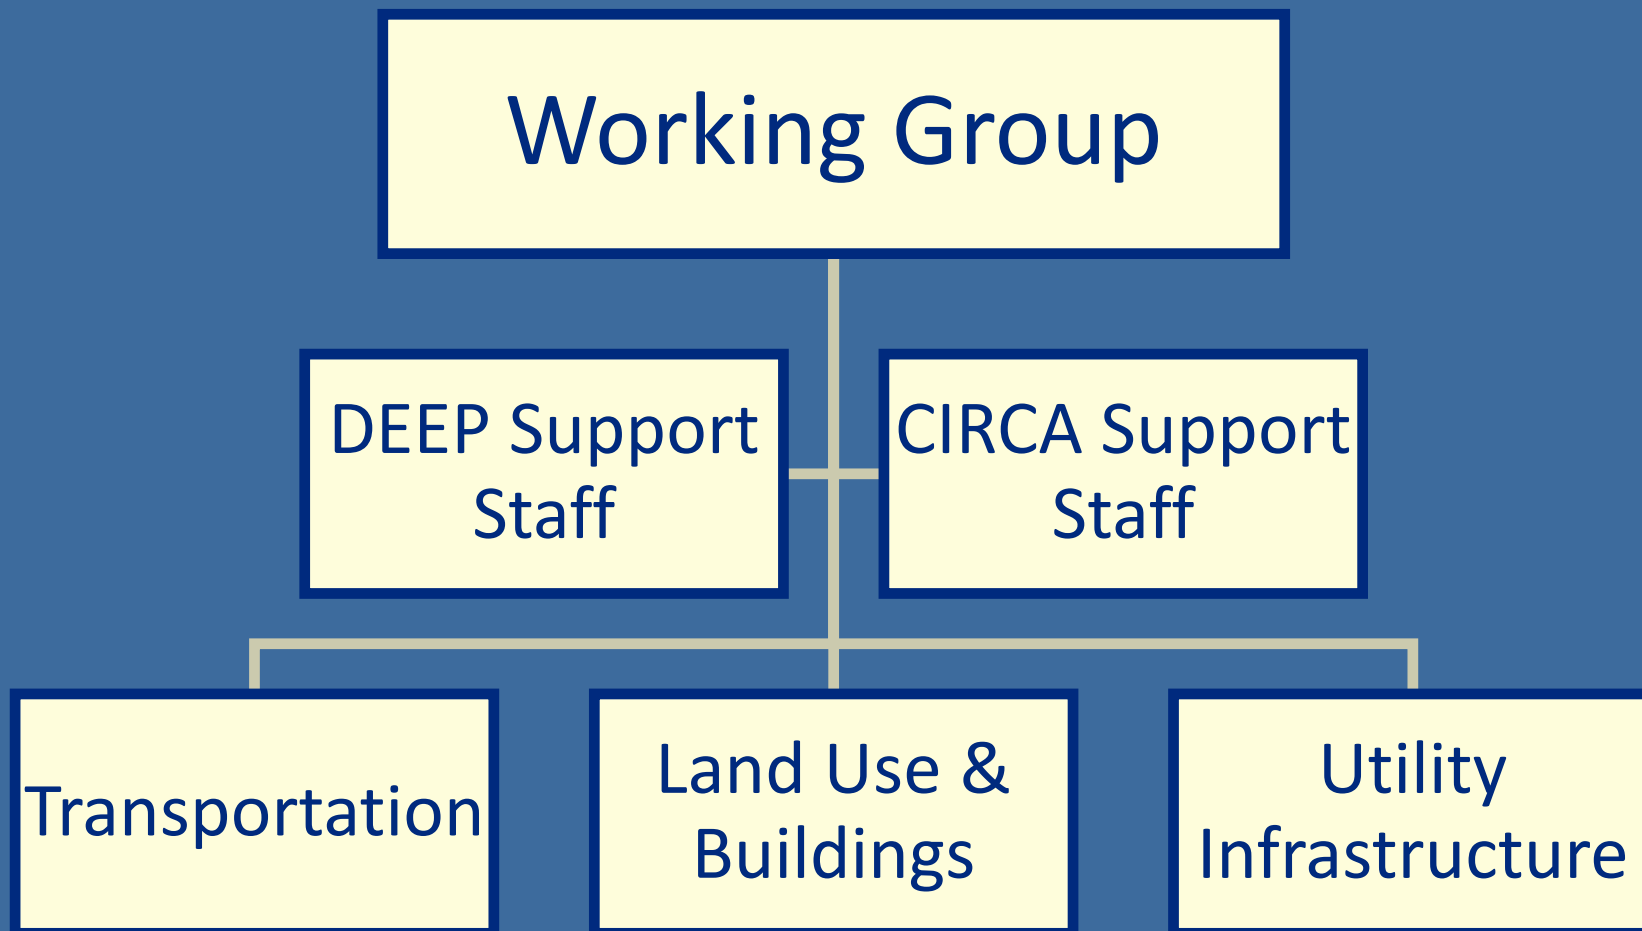 Working Group
DEEP Support
Staff
CIRCA Support
Staff
Transportation
Land Use &
Buildings
Utility
Infrastructure